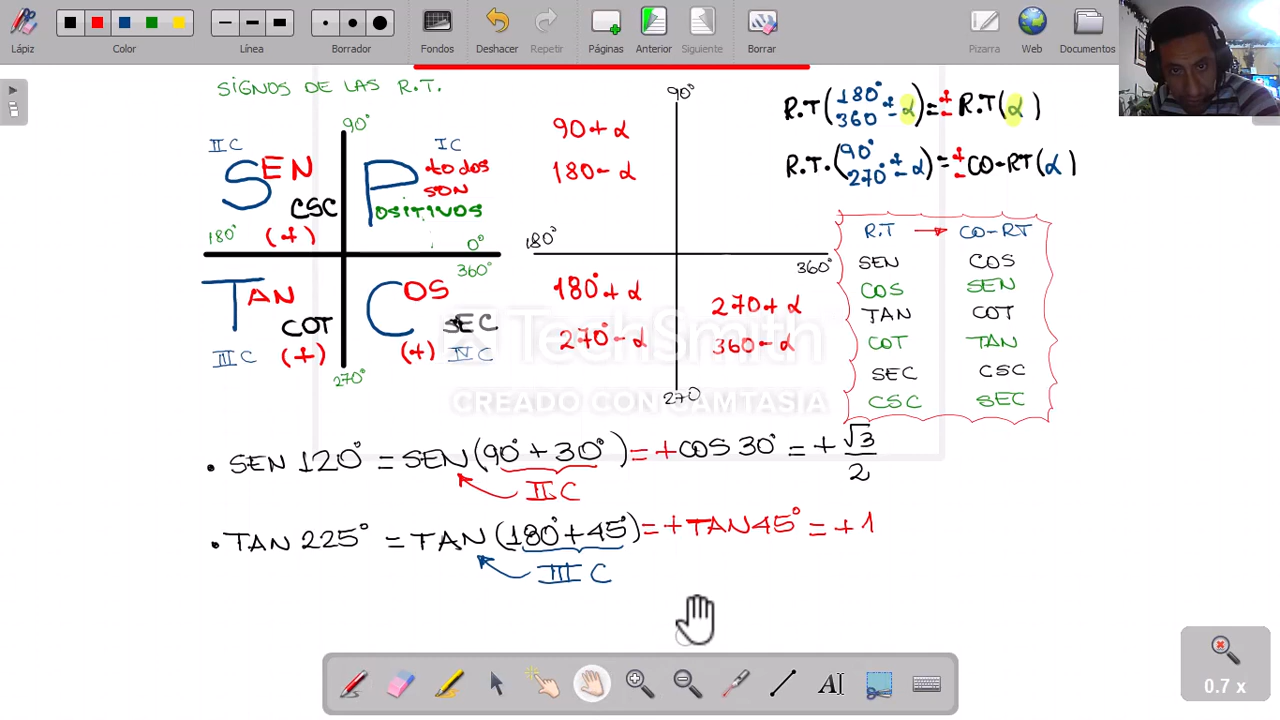 Lápiz
Color
Línea
Borrador
Fondos
Deshacer
Repetir
Páginas
Anterior
Siguiente
Borrar
Pizarra
Web
Documentos
SIGNOS DE LAS R.T.
90°
IIC
IC
SEN
CSC
(+)
Positivos
todos
son
180°
0°
360°
TAN
COT
(+)
IIIC
COS
SEC
(+)
IVC
270°
90°
90+α
180-α
180°
360°
180°+α
270°-α
270+α
360-α
270
R.T(180° 360 ± α)=± R.T(α)
R.T.(90° 270° ± α)=± CO-RT(α)
R.T → CO-RT
SEN COS
COS SEN
TAN COT
COT TAN
SEC CSC
CSC SEC
TechSmith
CREADO CON CAMTASIA
• SEN 120° = SEN(90°+30°)=+COS 30° = + √3/2
IIC
• TAN 225° = TAN(180°+45°)=+TAN45° = +1
IIIC
0.7 x